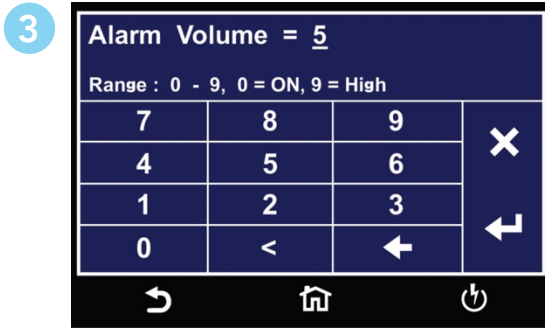 3
Alarm Volume = 5
Range : 0 - 9, 0 = ON, 9 = High
7 8 9
4 5 6
1 2 3
0 <